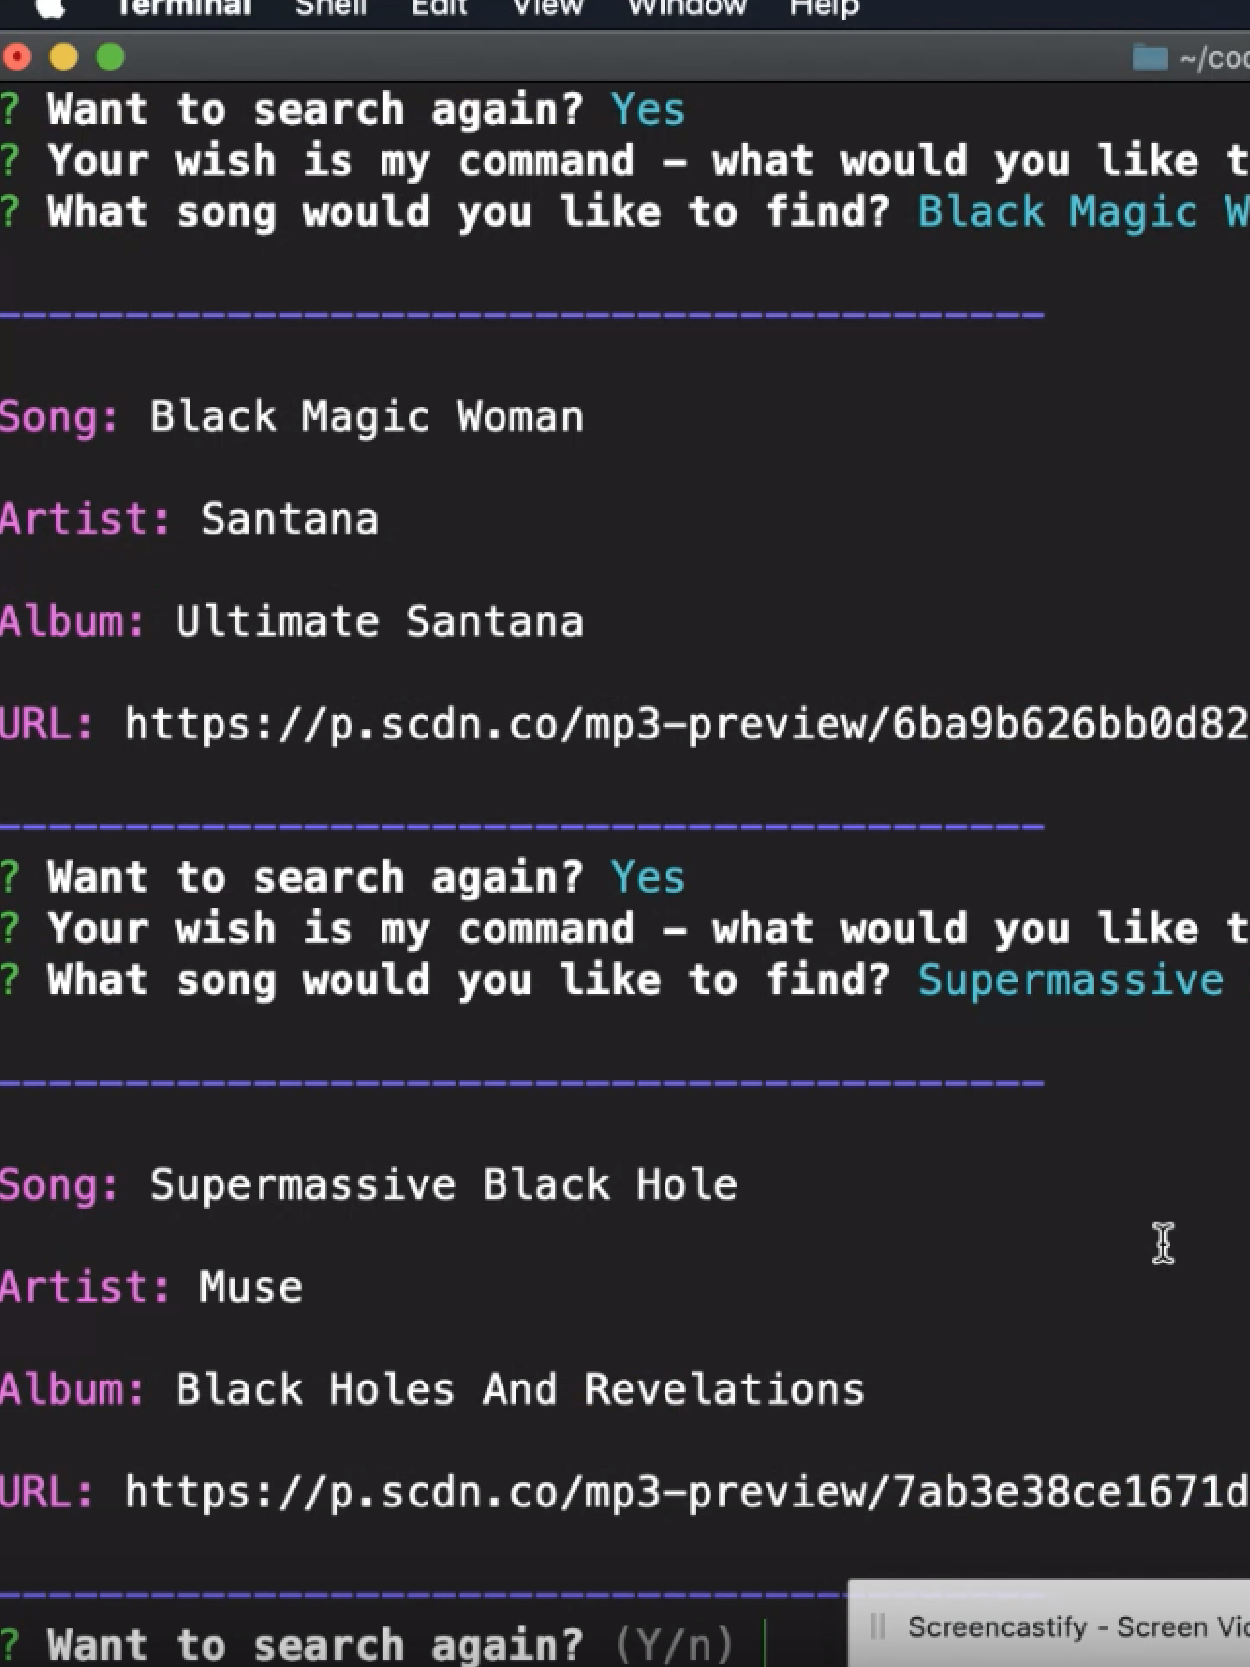 Terminal Shell Edit View Window Help
~/cod
? Want to search again? Yes
? Your wish is my command - what would you like t
? What song would you like to find? Black Magic W
-----------------------------------------
Song: Black Magic Woman
Artist: Santana
Album: Ultimate Santana
URL: https://p.scdn.co/mp3-preview/6ba9b626bb0d82
-----------------------------------------
? Want to search again? Yes
? Your wish is my command - what would you like t
? What song would you like to find? Supermassive
-----------------------------------------
Song: Supermassive Black Hole
Artist: Muse
Album: Black Holes And Revelations
URL: https://p.scdn.co/mp3-preview/7ab3e38ce1671d
-----------------------------------------
? Want to search again? (Y/n)
Screencastify - Screen Vid